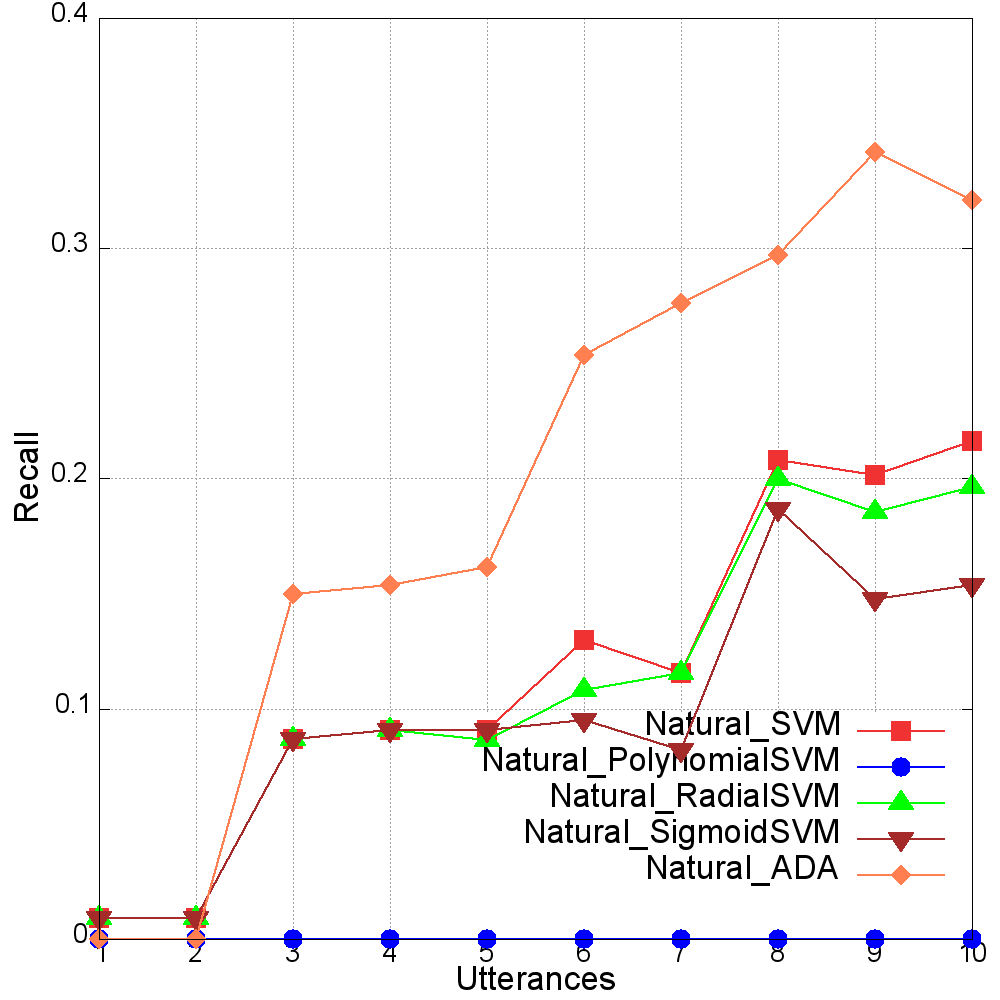 0.4
0.3
0.2
0.1
0
Recall
Natural_SVM
Natural_PolynomialSVM
Natural_RadialSVM
Natural_SigmoidSVM
Natural_ADA
1 2 3 4 5 6 7 8 9 10
Utterances